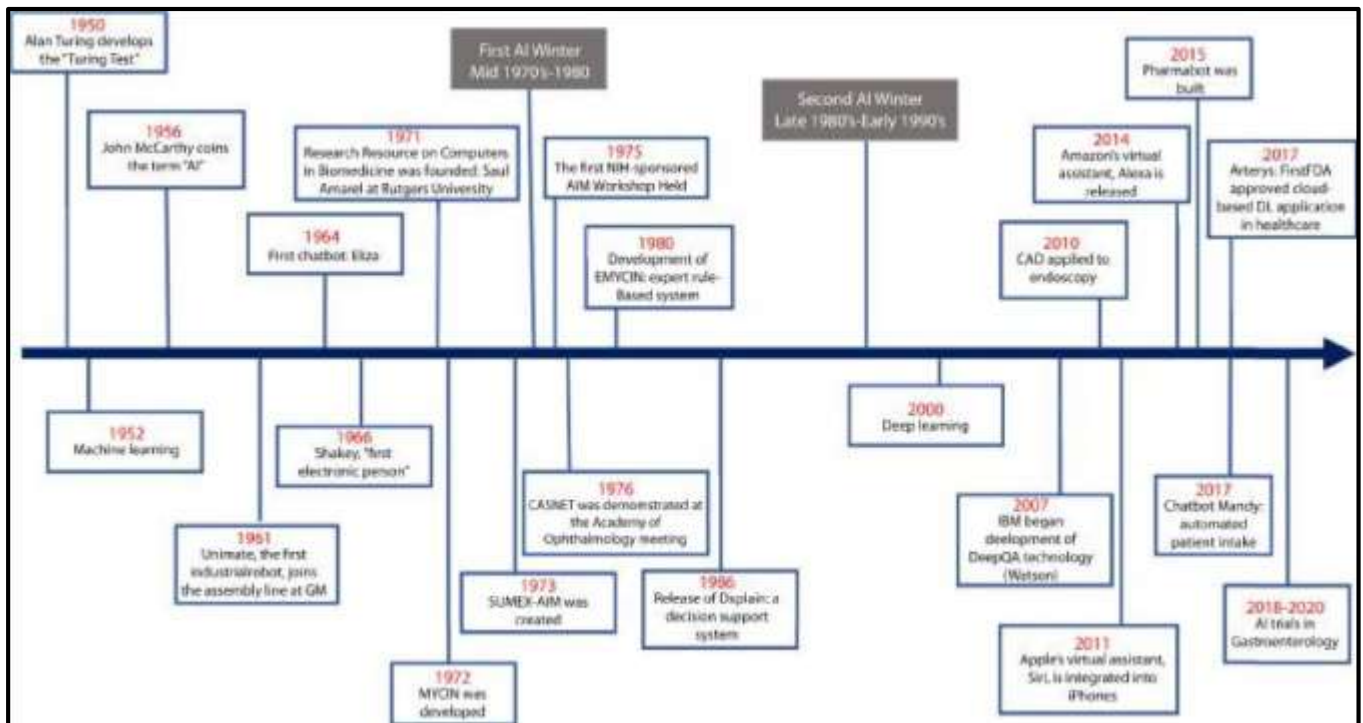 1950
Alan Turing develops
the "Turing Test"
1956
John McCarthy coins
the term "AI"
1964
First chatbot: Eliza
1971
Research Resource on Computers
in Biomedicine was founded: Saul
Amarel at Rutgers University
First AI Winter
Mid 1970's-1980
1975
The first NIH-sponsored
AIM Workshop Held
1980
Development of
EMYCIN: expert rule-
Based system
Second AI Winter
Late 1980's-Early 1990's
2010
CAD applied to
endoscopy
2014
Amazon's virtual
assistant, Alexa is
released
2015
Pharmabot was
built
2017
Arterys: FirstFDA
approved cloud-
based DL application
in healthcare
1952
Machine learning
1961
Unimate, the first
industrialrobot, joins
the assembly line at GM
1966
Shakey, "first
electronic person"
1972
MYCIN was
developed
1973
SUMEX-AIM was
created
1976
CASNET was demonstrated at
the Academy of
Ophthalmology meeting
1986
Release of Dxplain: a
decision support
system
2000
Deep learning
2007
IBM began
deelopment of
DeepQA technology
(Watson)
2011
Apple's virtual assistant,
Siri, is integrated into
iPhones
2017
Chatbot Mandy:
automated
patient intake
2018-2020
AI trials in
Gastroenterology